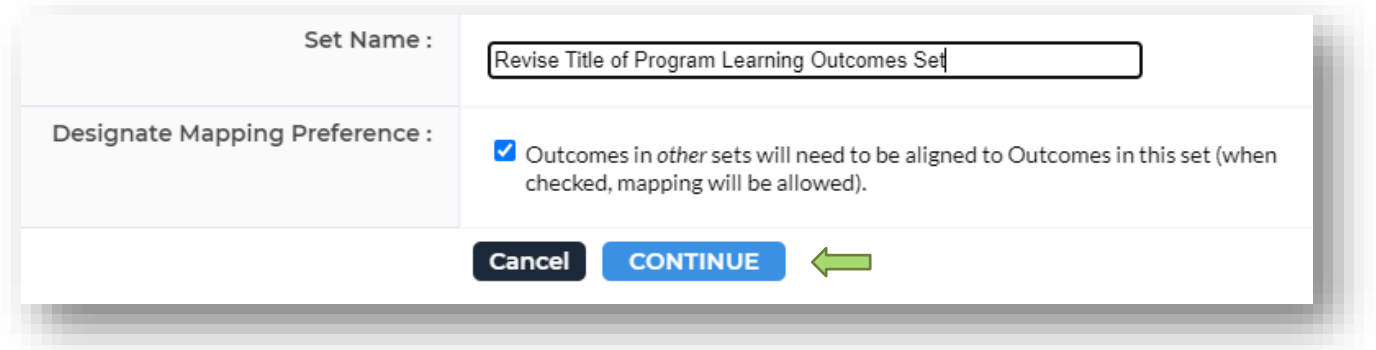 Set Name :
Revise Title of Program Learning Outcomes Set
Designate Mapping Preference :
Outcomes in other sets will need to be aligned to Outcomes in this set (when
checked, mapping will be allowed).
Cancel CONTINUE